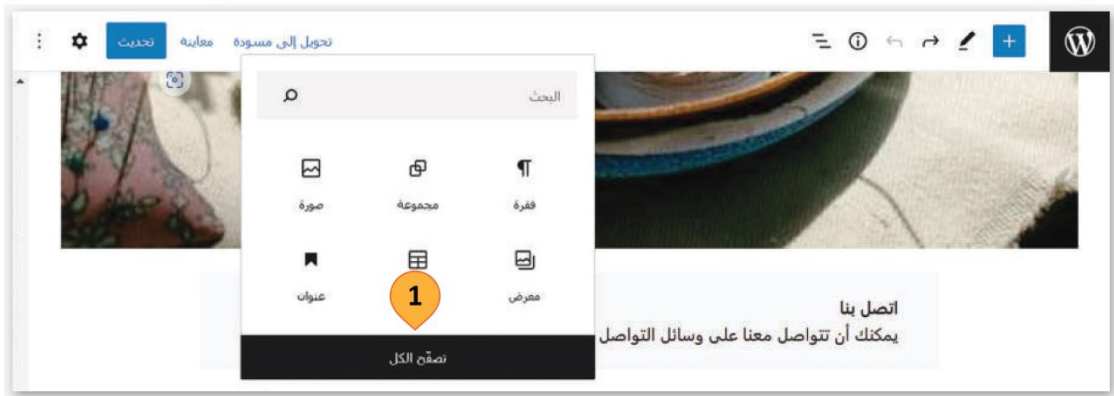 تحويل إلى مسودة
معاينة
تحديث
البحث
فقرة
مجموعة
صورة
معرض
عنوان
1
تصفّح الكل
اتصل بنا
يمكنك أن تتواصل معنا على وسائل التواصل